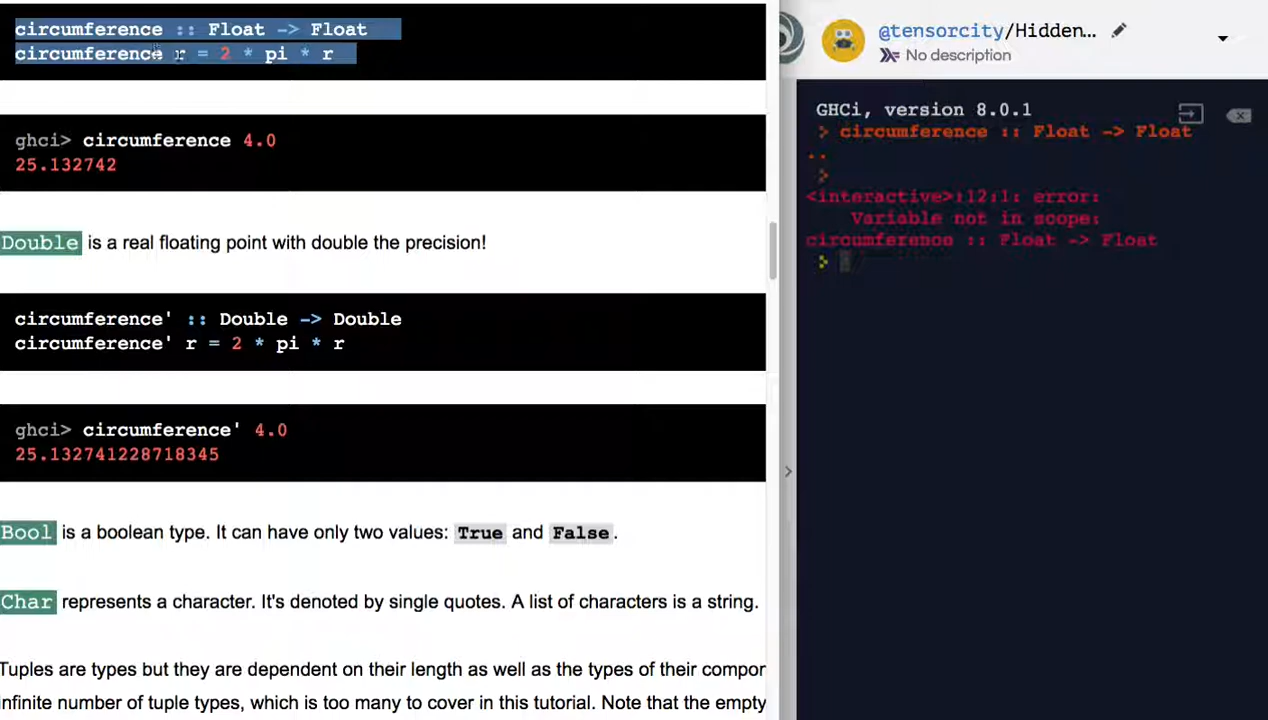 circumference :: Float -> Float
circumference r = 2 * pi * r
ghci> circumference 4.0
25.132742
Double is a real floating point with double the precision!
circumference' :: Double -> Double
circumference' r = 2 * pi * r
ghci> circumference' 4.0
25.132741228718345
Bool is a boolean type. It can have only two values: True and False.
Char represents a character. It's denoted by single quotes. A list of characters is a string.
Tuples are types but they are dependent on their length as well as the types of their compor
infinite number of tuple types, which is too many to cover in this tutorial. Note that the empty
@tensorcity/Hidden...
No description
GHCi, version 8.0.1
> circumference :: Float -> Float
..
>
<interactive>:12:1: error:
Variable not in scope:
circumference :: Float -> Float
>